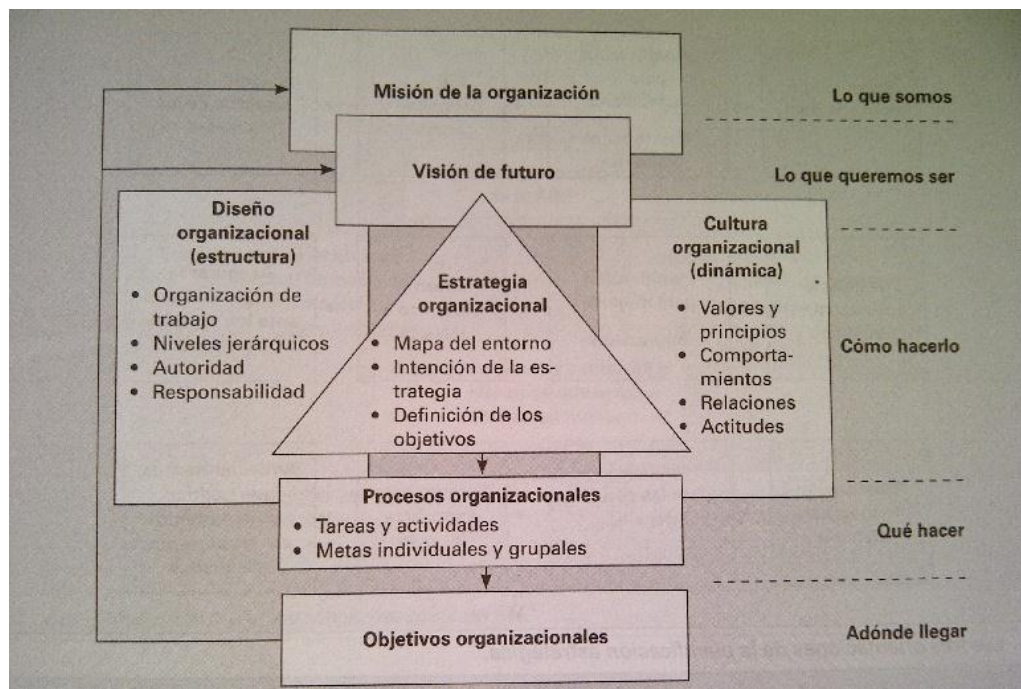 Misión de la organización
Lo que somos
Visión de futuro
Lo que queremos ser
Diseño
organizacional
(estructura)
• Organización de
trabajo
• Niveles jerárquicos
• Autoridad
• Responsabilidad
Estrategia
organizacional
• Mapa del entorno
• Intención de la es-
trategia
• Definición de los
objetivos
Cultura
organizacional
(dinámica)
• Valores y
principios
• Comporta-
mientos
• Relaciones
• Actitudes
Cómo hacerlo
Procesos organizacionales
• Tareas y actividades
• Metas individuales y grupales
Qué hacer
Objetivos organizacionales
Adónde llegar